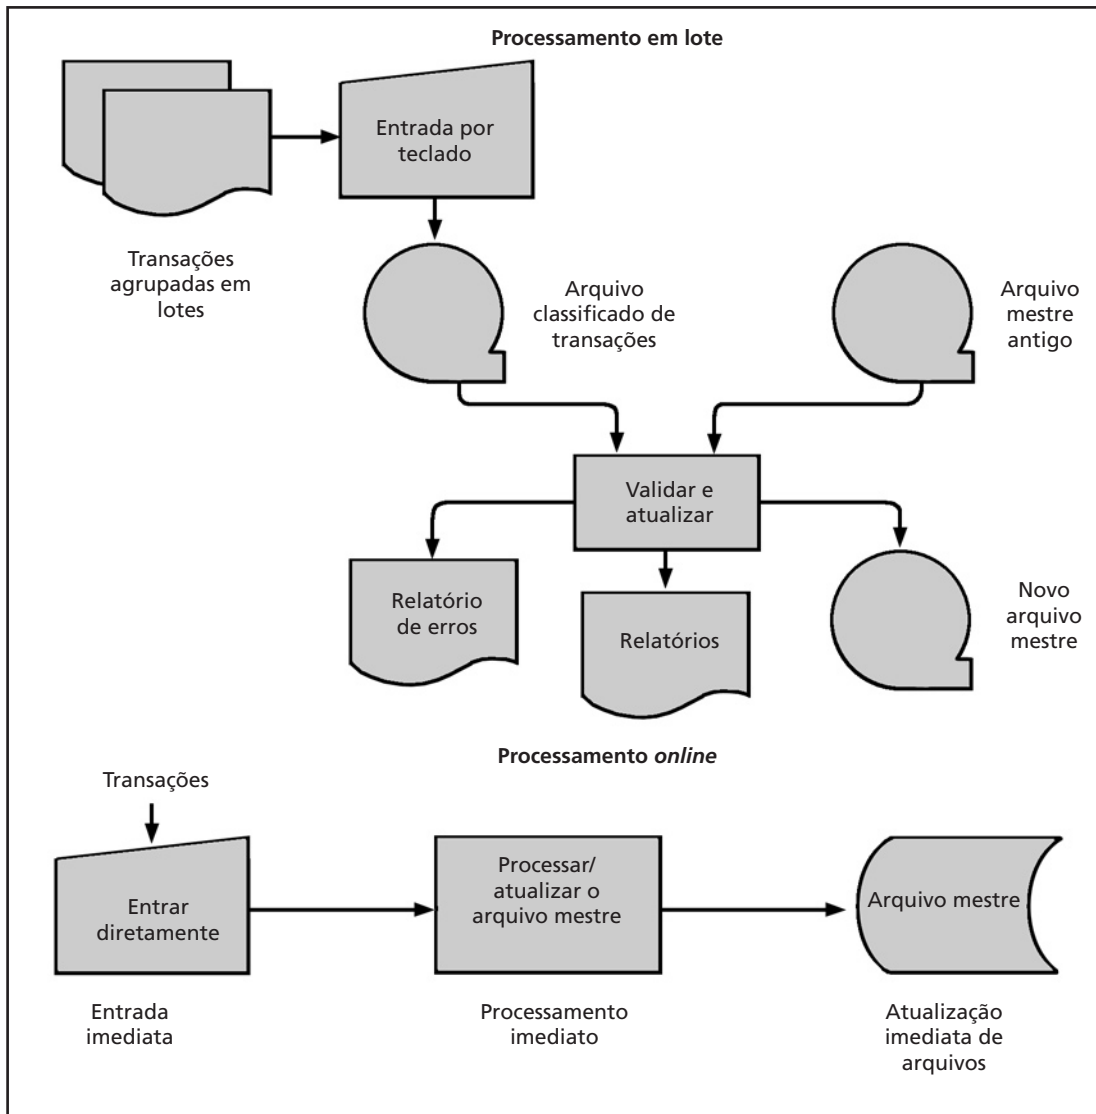 Processamento em lote
Entrada por
teclado
Transações
agrupadas em
lotes
Arquivo
classificado de
transações
Arquivo
mestre
antigo
Validar e
atualizar
Relatório
de erros
Relatórios
Novo
arquivo
mestre
Processamento online
Transações
Entrar
diretamente
Processar/
atualizar o
arquivo mestre
Arquivo mestre
Entrada
imediata
Processamento
imediato
Atualização
imediata de
arquivos